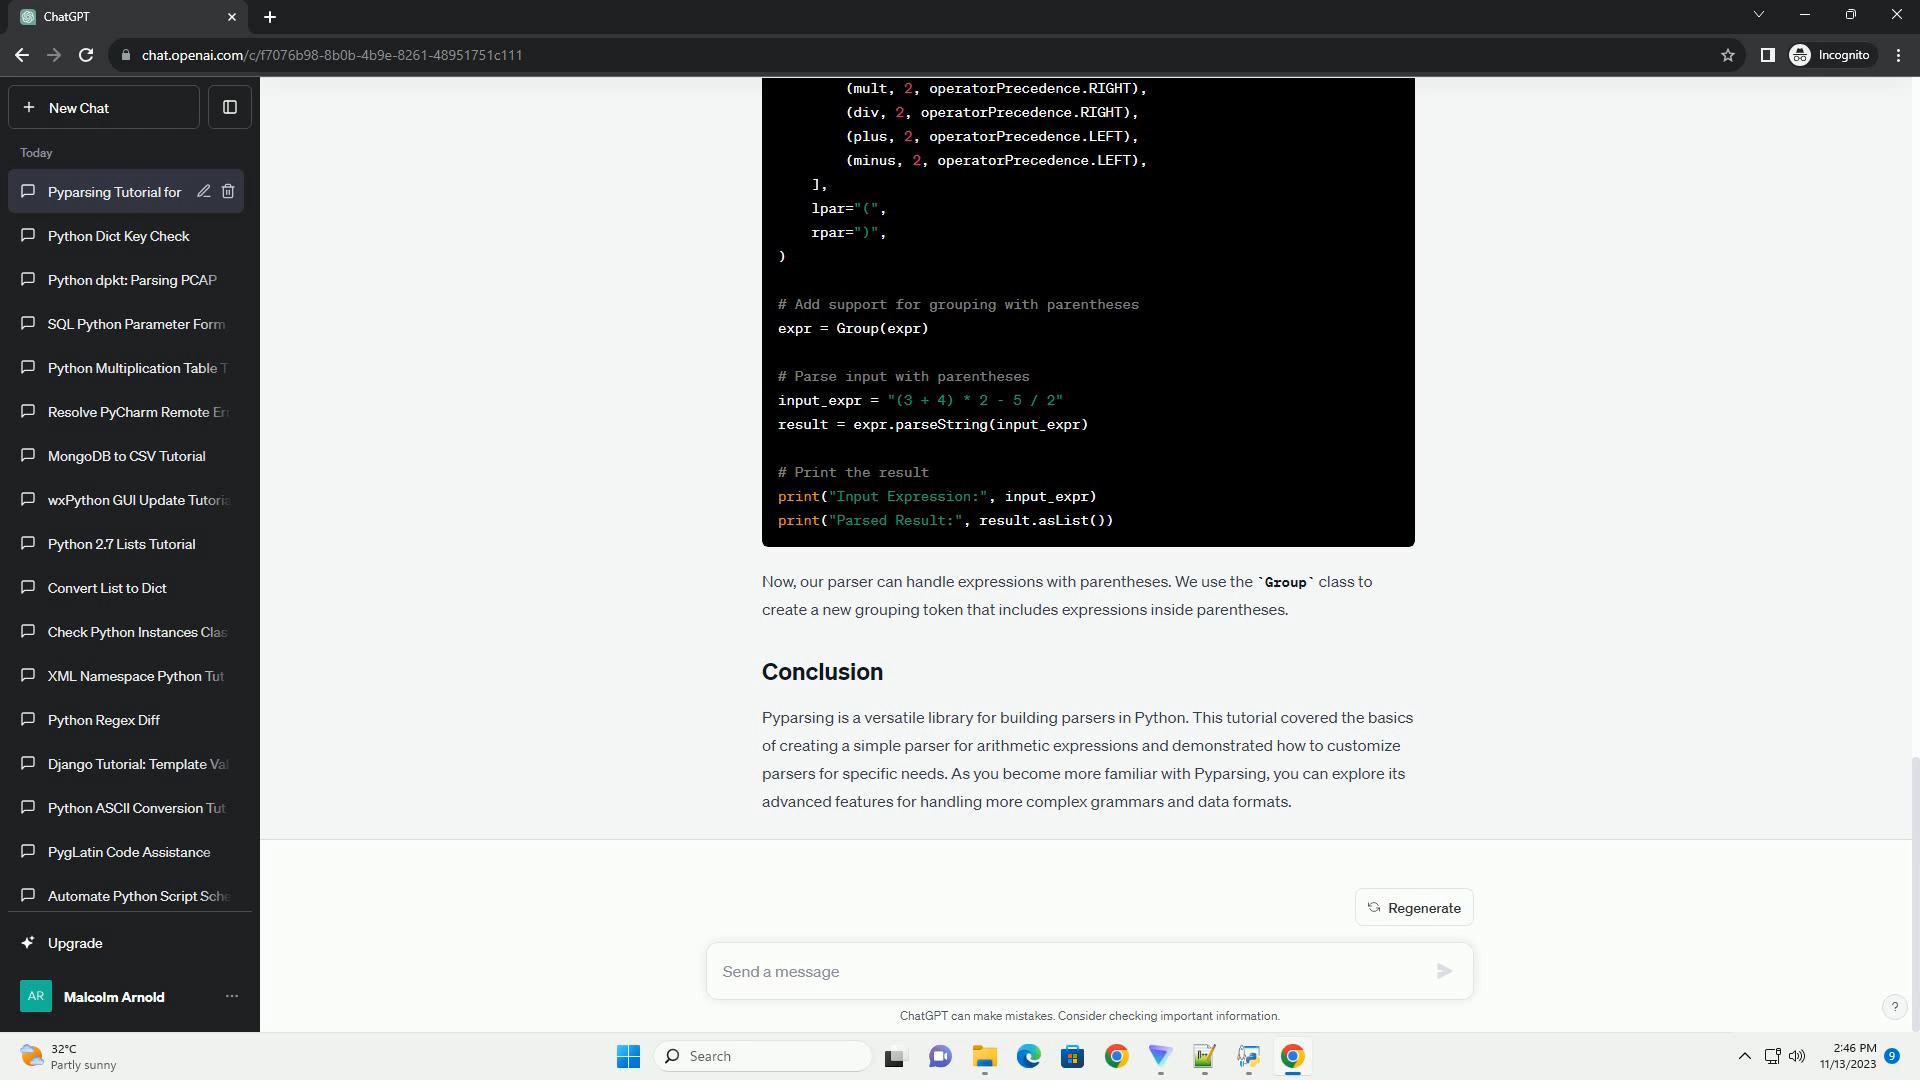 ChatGPT
chat.openai.com/c/f7076b98-8b0b-4b9e-8261-48951751c111
Incognito
New Chat
Today
Pyparsing Tutorial for
Python Dict Key Check
Python dpkt: Parsing PCAP
SQL Python Parameter Form
Python Multiplication Table T
Resolve PyCharm Remote Err
MongoDB to CSV Tutorial
wxPython GUI Update Tutoria
Python 2.7 Lists Tutorial
Convert List to Dict
Check Python Instances Clas
XML Namespace Python Tut
Python Regex Diff
Django Tutorial: Template Val
Python ASCII Conversion Tut
PygLatin Code Assistance
Automate Python Script Sche
Upgrade
AR
Malcolm Arnold
(mult, 2, operatorPrecedence.RIGHT),
(div, 2, operatorPrecedence.RIGHT),
(plus, 2, operatorPrecedence.LEFT),
(minus, 2, operatorPrecedence.LEFT),
],
lpar="(",
rpar=")",
)
# Add support for grouping with parentheses
expr = Group(expr)
# Parse input with parentheses
input_expr = "(3 + 4) * 2 - 5 / 2"
result = expr.parseString(input_expr)
# Print the result
print("Input Expression:", input_expr)
print("Parsed Result:", result.asList())
Now, our parser can handle expressions with parentheses. We use the `Group` class to
create a new grouping token that includes expressions inside parentheses.
Conclusion
Pyparsing is a versatile library for building parsers in Python. This tutorial covered the basics
of creating a simple parser for arithmetic expressions and demonstrated how to customize
parsers for specific needs. As you become more familiar with Pyparsing, you can explore its
advanced features for handling more complex grammars and data formats.
Regenerate
Send a message
ChatGPT can make mistakes. Consider checking important information.
?
32°C
Partly sunny
Search
2:46 PM
11/13/2023
9